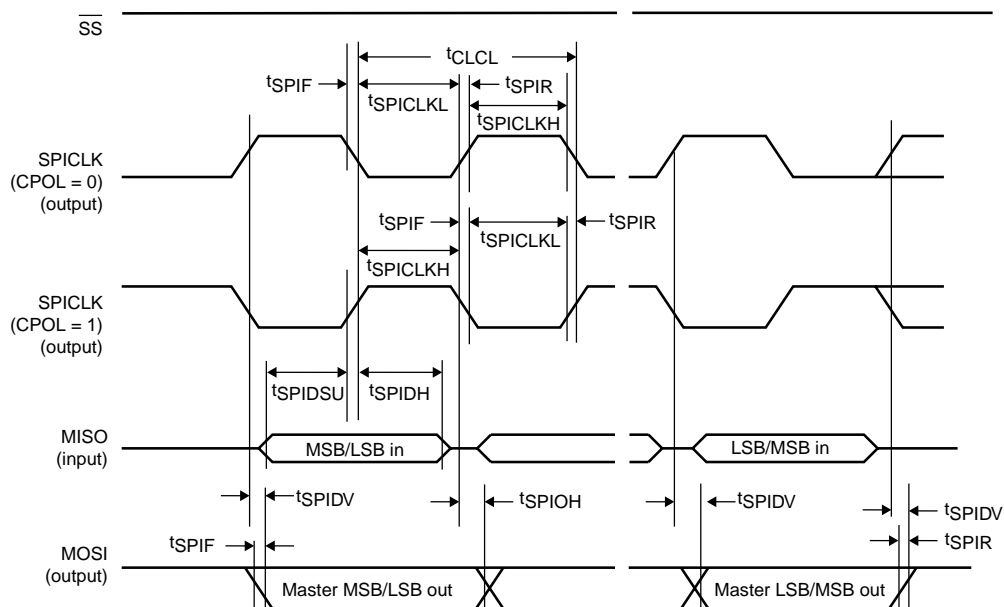 SS
tCLCL
tSPIF
tSPICLKL
tSPIR
tSPICLKH
SPICLK
(CPOL = 0)
(output)
tSPIF
tSPICLKL
tSPIR
tSPICLKH
SPICLK
(CPOL = 1)
(output)
tSPIDSU
tSPIDH
MISO
(input)
MSB/LSB in
LSB/MSB in
tSPIDV
tSPIOH
tSPIDV
tSPIDV
tSPIF
tSPIR
MOSI
(output)
Master MSB/LSB out
Master LSB/MSB out